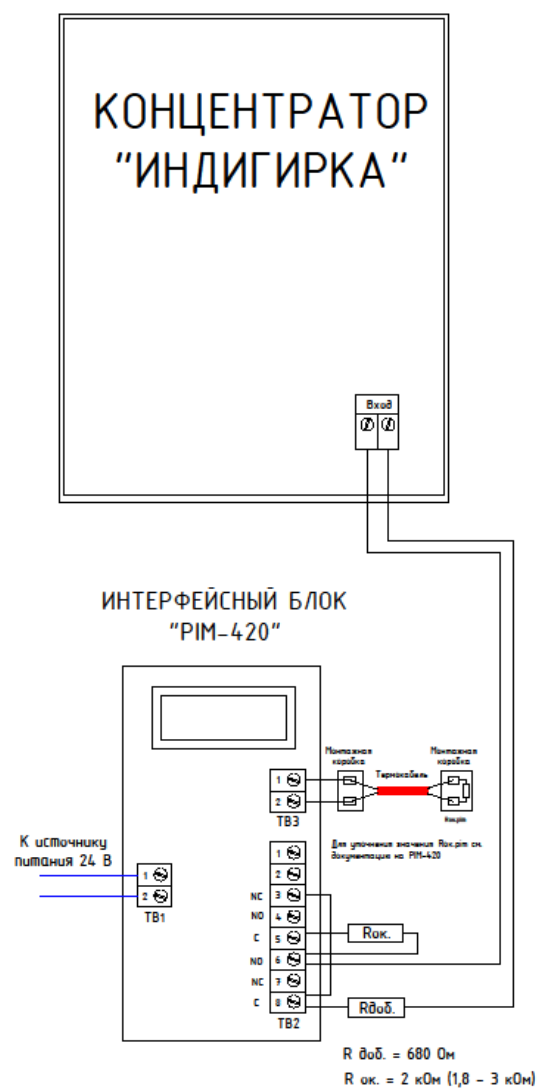 КОНЦЕНТРАТОР
"ИНДИГИРКА"
Вход
ИНТЕРФЕЙСНЫЙ БЛОК
"PIM-420"
Монтажная
коробка
Монтажная
коробка
Термокабель
1
2
TB3
Rок.pim
Для уточнения значения Rок.pim см.
документацию на PIM-420
К источнику
питания 24 В
1
2
TB1
1
2
NC 3
NO 4
C 5
Rок.
NO 6
NC 7
C 8
Rдоб.
TB2
R доб. = 680 Ом
R ок. = 2 кОм (1,8 - 3 кОм)